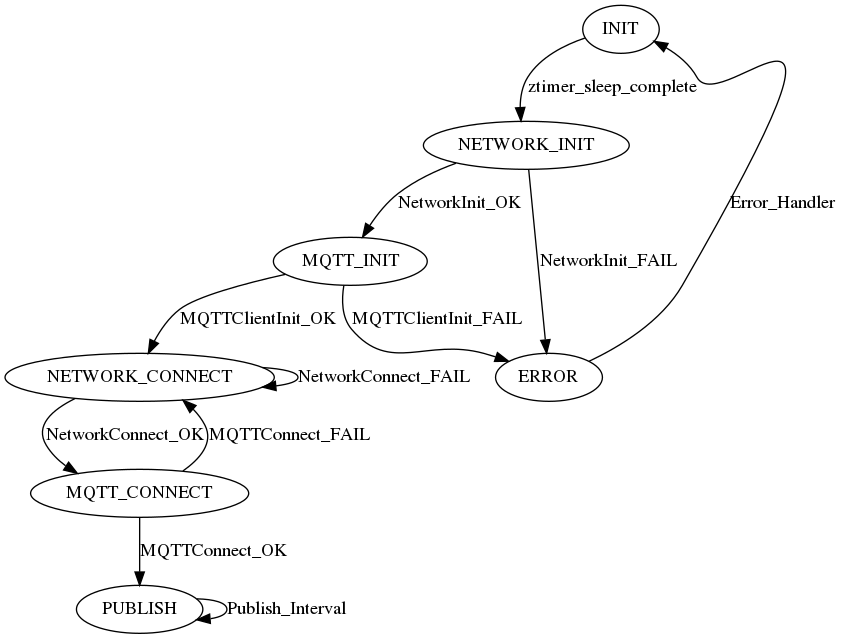 INIT
ztimer_sleep_complete
NETWORK_INIT
NetworkInit_OK
Error_Handler
MQTT_INIT
NetworkInit_FAIL
MQTTClientInit_OK
MQTTClientInit_FAIL
NETWORK_CONNECT
NetworkConnect_FAIL
ERROR
NetworkConnect_OK
MQTTConnect_FAIL
MQTT_CONNECT
MQTTConnect_OK
PUBLISH
Publish_Interval